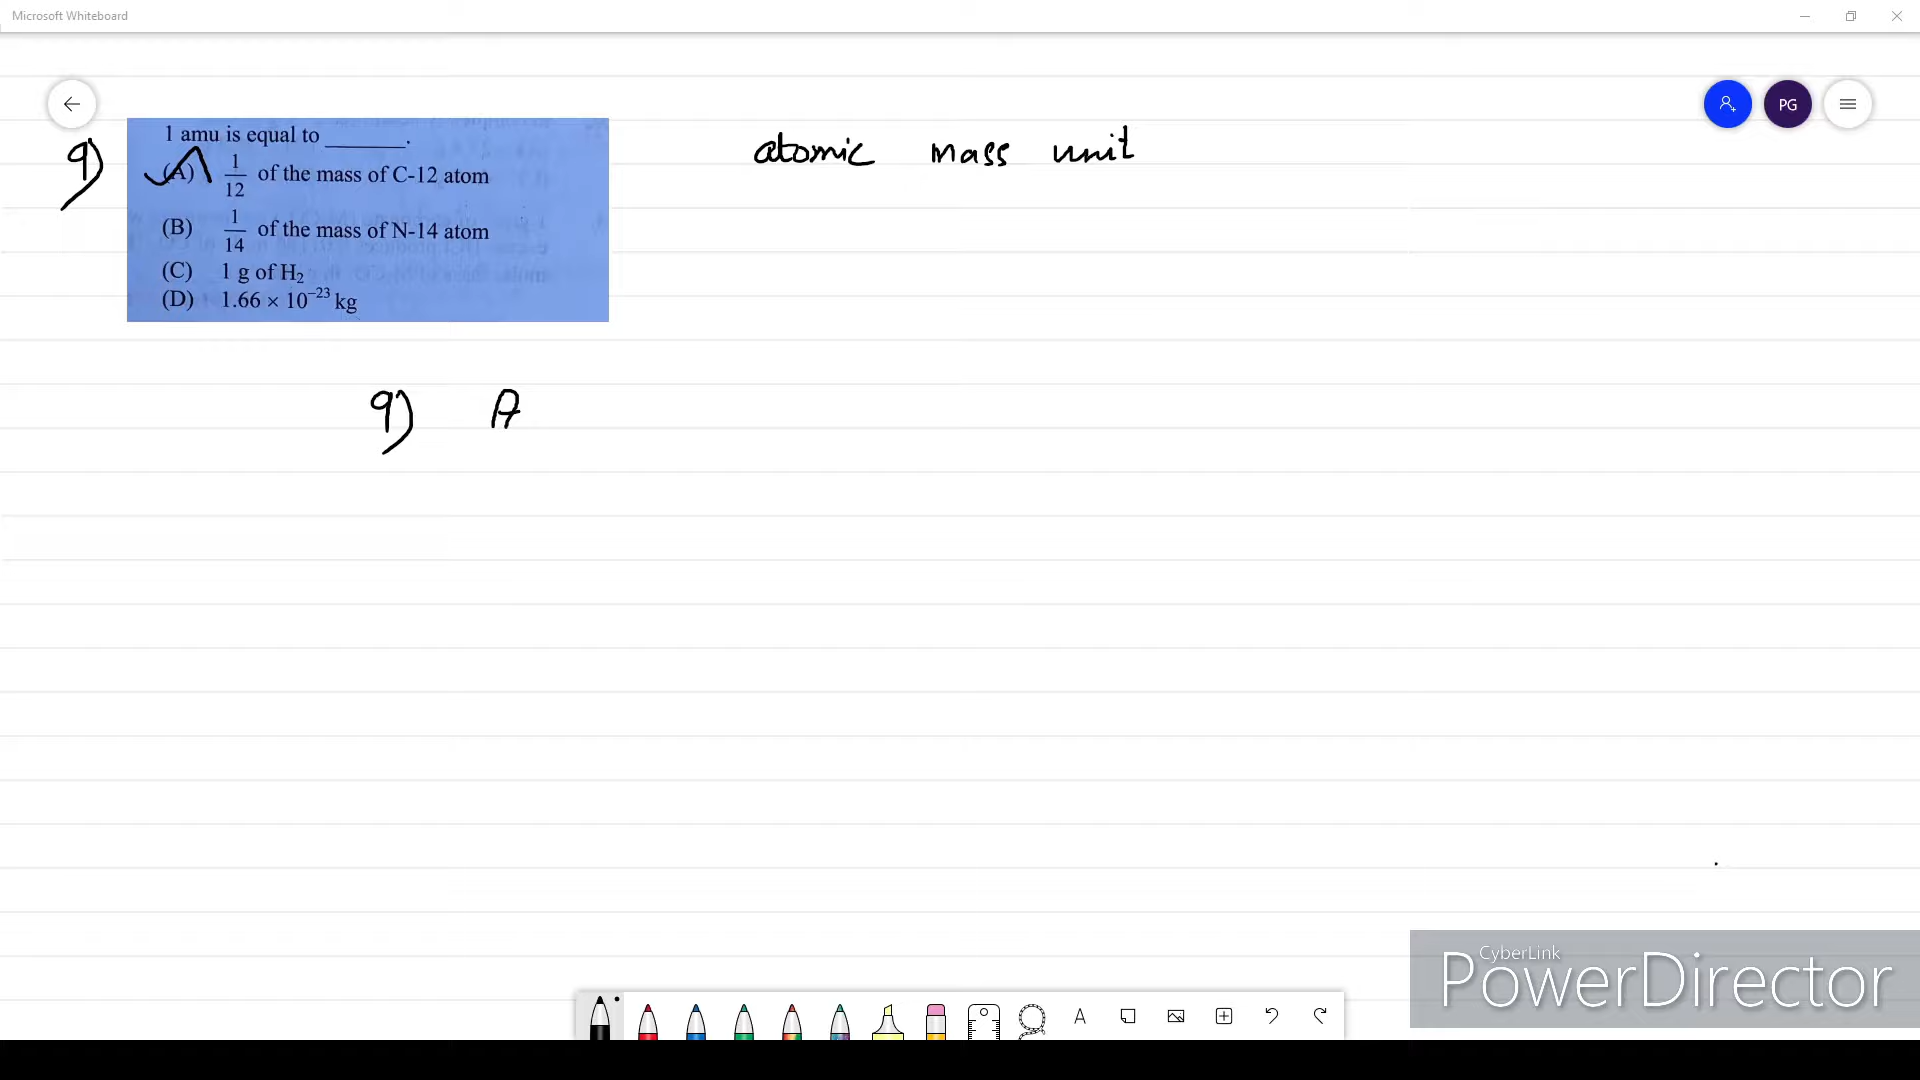 Microsoft Whiteboard
PG
9)
1 amu is equal to _______.
(A) 1/12 of the mass of C-12 atom
(B) 1/14 of the mass of N-14 atom
(C) 1 g of H₂
(D) 1.66 × 10⁻²³ kg
atomic mass unit
9) A
CyberLink
PowerDirector
A